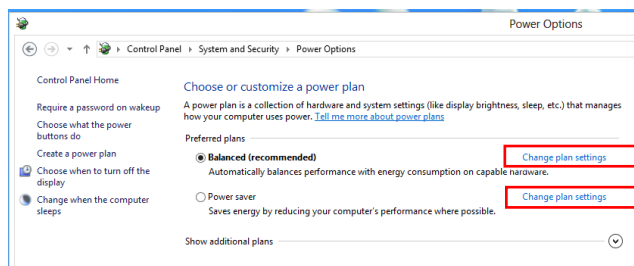 Power Options
Control Panel ▸ System and Security ▸ Power Options
Control Panel Home
Require a password on wakeup
Choose what the power
buttons do
Create a power plan
Choose when to turn off the
display
Change when the computer
sleeps
Choose or customize a power plan
A power plan is a collection of hardware and system settings (like display brightness, sleep, etc.) that manages
how your computer uses power. Tell me more about power plans
Preferred plans
Balanced (recommended) Change plan settings
Automatically balances performance with energy consumption on capable hardware.
Power saver Change plan settings
Saves energy by reducing your computer's performance where possible.
Show additional plans